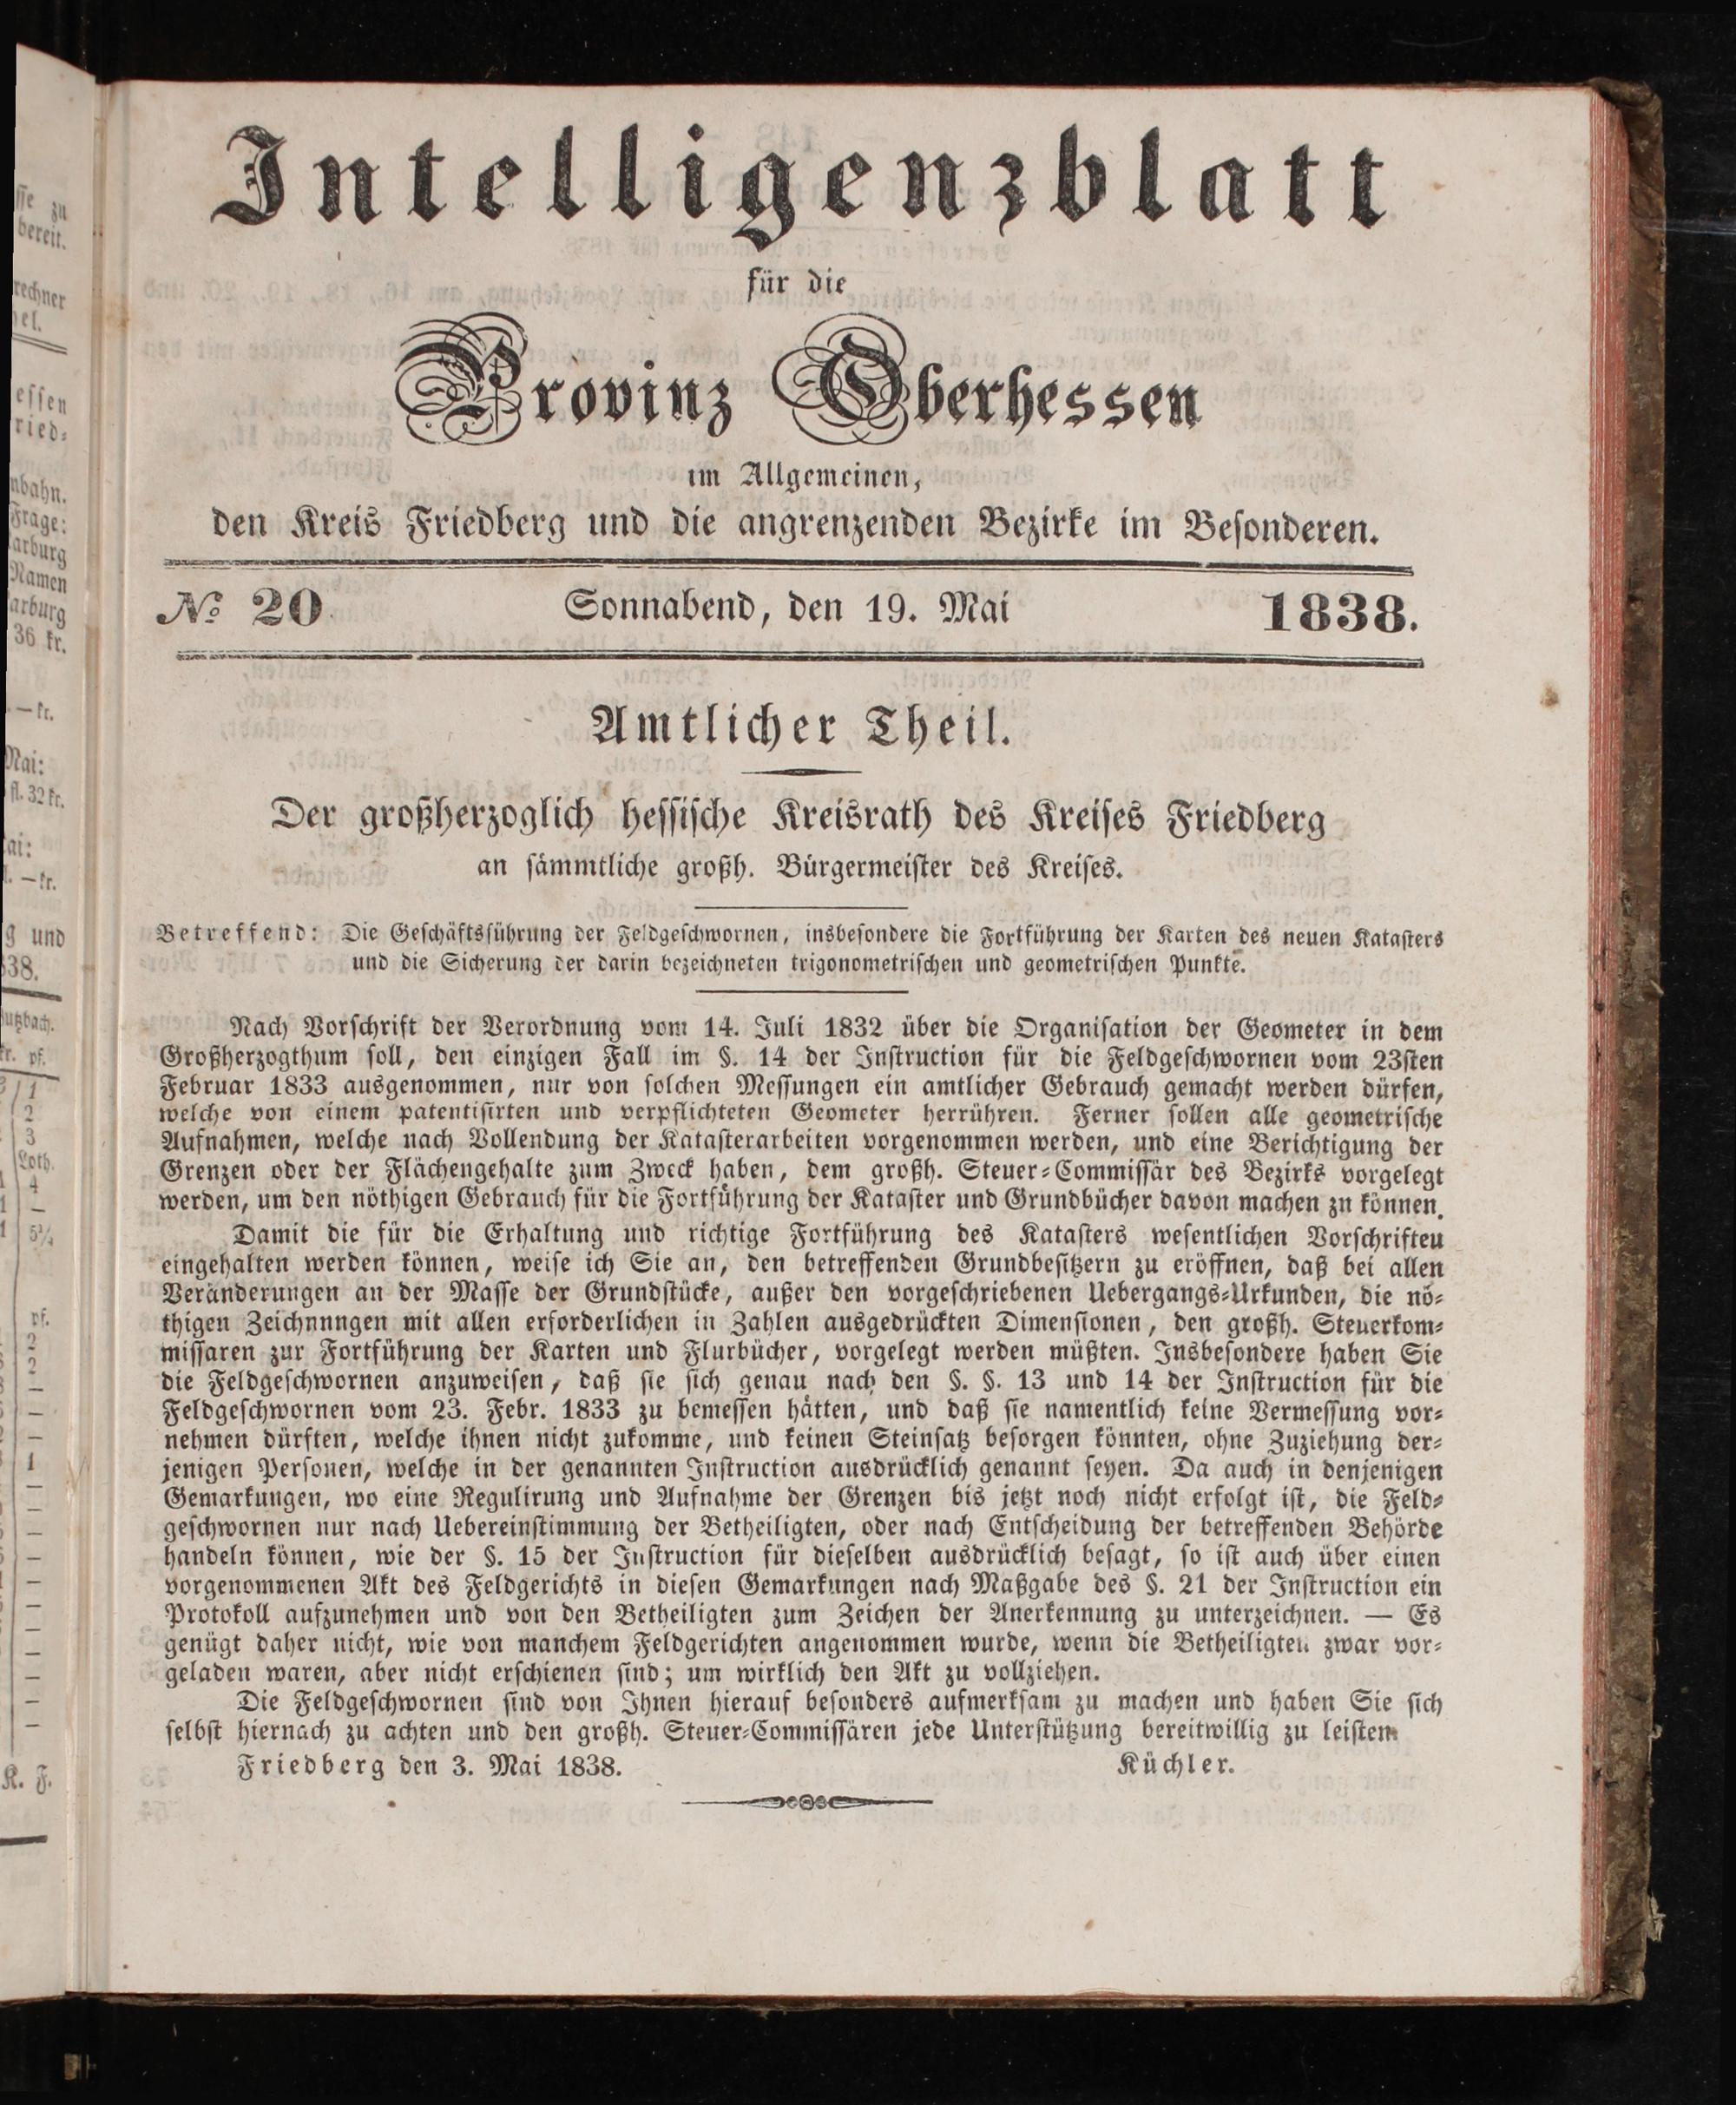 Intelligenzblatt
für die
Provinz Oberhessen
im Allgemeinen,
den Kreis Friedberg und die angrenzenden Bezirke im Besonderen.
No. 20 Sonnabend, den 19. Mai 1838.
Amtlicher Theil.
Der großherzoglich hessische Kreisrath des Kreises Friedberg
an sämmtliche großh. Bürgermeister des Kreises.
Betreffend: Die Geschäftsführung der Feldgeschwornen, insbesondere die Fortführung der Karten des neuen Katasters
und die Sicherung der darin bezeichneten trigonometrischen und geometrischen Punkte.
Nach Vorschrift der Verordnung vom 14. Juli 1832 über die Organisation der Geometer in dem
Großherzogthum soll, den einzigen Fall im §. 14 der Instruction für die Feldgeschwornen vom 23sten
Februar 1833 ausgenommen, nur von solchen Messungen ein amtlicher Gebrauch gemacht werden dürfen,
welche von einem patentisirten und verpflichteten Geometer herrühren. Ferner sollen alle geometrische
Aufnahmen, welche nach Vollendung der Katasterarbeiten vorgenommen werden, und eine Berichtigung der
Grenzen oder der Flächengehalte zum Zweck haben, dem großh. Steuer-Commissär des Bezirks vorgelegt
werden, um den nöthigen Gebrauch für die Fortführung der Kataster und Grundbücher davon machen zu können.
Damit die für die Erhaltung und richtige Fortführung des Katasters wesentlichen Vorschriften
eingehalten werden können, weise ich Sie an, den betreffenden Grundbesitzern zu eröffnen, daß bei allen
Veränderungen an der Masse der Grundstücke, außer den vorgeschriebenen Uebergangs-Urkunden, die nö-
thigen Zeichnnngen mit allen erforderlichen in Zahlen ausgedrückten Dimensionen, den großh. Steuerkom-
missaren zur Fortführung der Karten und Flurbücher, vorgelegt werden müßten. Insbesondere haben Sie
die Feldgeschwornen anzuweisen, daß sie sich genau nach den §. §. 13 und 14 der Instruction für die
Feldgeschwornen vom 23. Febr. 1833 zu bemessen hätten, und daß sie namentlich keine Vermessung vor-
nehmen dürften, welche ihnen nicht zukomme, und keinen Steinsatz besorgen könnten, ohne Zuziehung der-
jenigen Personen, welche in der genannten Instruction ausdrücklich genannt seyen. Da auch in denjenigen
Gemarkungen, wo eine Regulirung und Aufnahme der Grenzen bis jetzt noch nicht erfolgt ist, die Feld-
geschwornen nur nach Uebereinstimmung der Betheiligten, oder nach Entscheidung der betreffenden Behörde
handeln können, wie der §. 15 der Instruction für dieselben ausdrücklich besagt, so ist auch über einen
vorgenommenen Akt des Feldgerichts in diesen Gemarkungen nach Maßgabe des §. 21 der Instruction ein
Protokoll aufzunehmen und von den Betheiligten zum Zeichen der Anerkennung zu unterzeichnen. — Es
genügt daher nicht, wie von manchem Feldgerichten angenommen wurde, wenn die Betheiligten zwar vor-
geladen waren, aber nicht erschienen sind; um wirklich den Akt zu vollziehen.
Die Feldgeschwornen sind von Ihnen hierauf besonders aufmerksam zu machen und haben Sie sich
selbst hiernach zu achten und den großh. Steuer-Commissären jede Unterstützung bereitwillig zu leisten
Friedberg den 3. Mai 1838. Küchler.